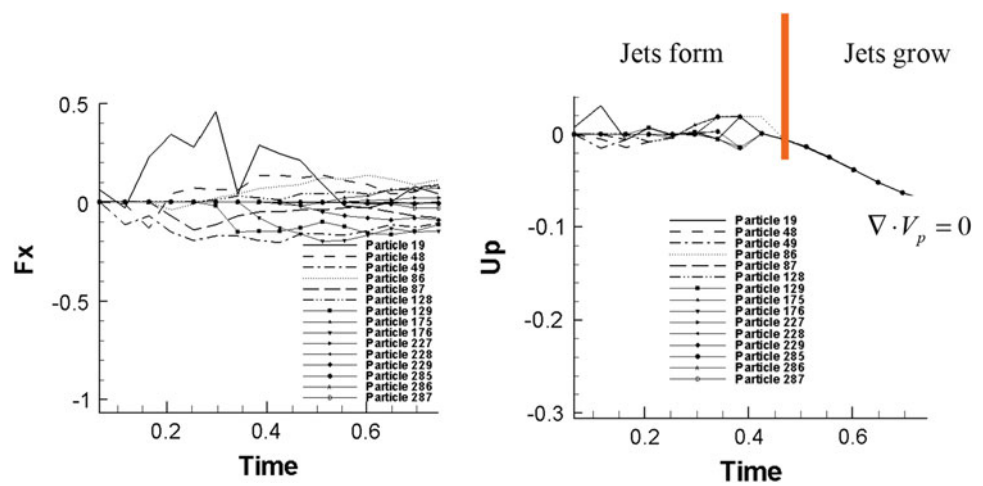 Jets form
Jets grow
0.5
0
-0.5
-1
Fx
0.2
0.4
0.6
Time
Particle 19
Particle 48
Particle 49
Particle 86
Particle 87
Particle 128
Particle 129
Particle 175
Particle 176
Particle 227
Particle 228
Particle 229
Particle 285
Particle 286
Particle 287
0
-0.1
-0.2
-0.3
Up
0.2
0.4
0.6
Time
Particle 19
Particle 48
Particle 49
Particle 86
Particle 87
Particle 128
Particle 129
Particle 175
Particle 176
Particle 227
Particle 228
Particle 229
Particle 285
Particle 286
Particle 287
∇·Vₚ=0